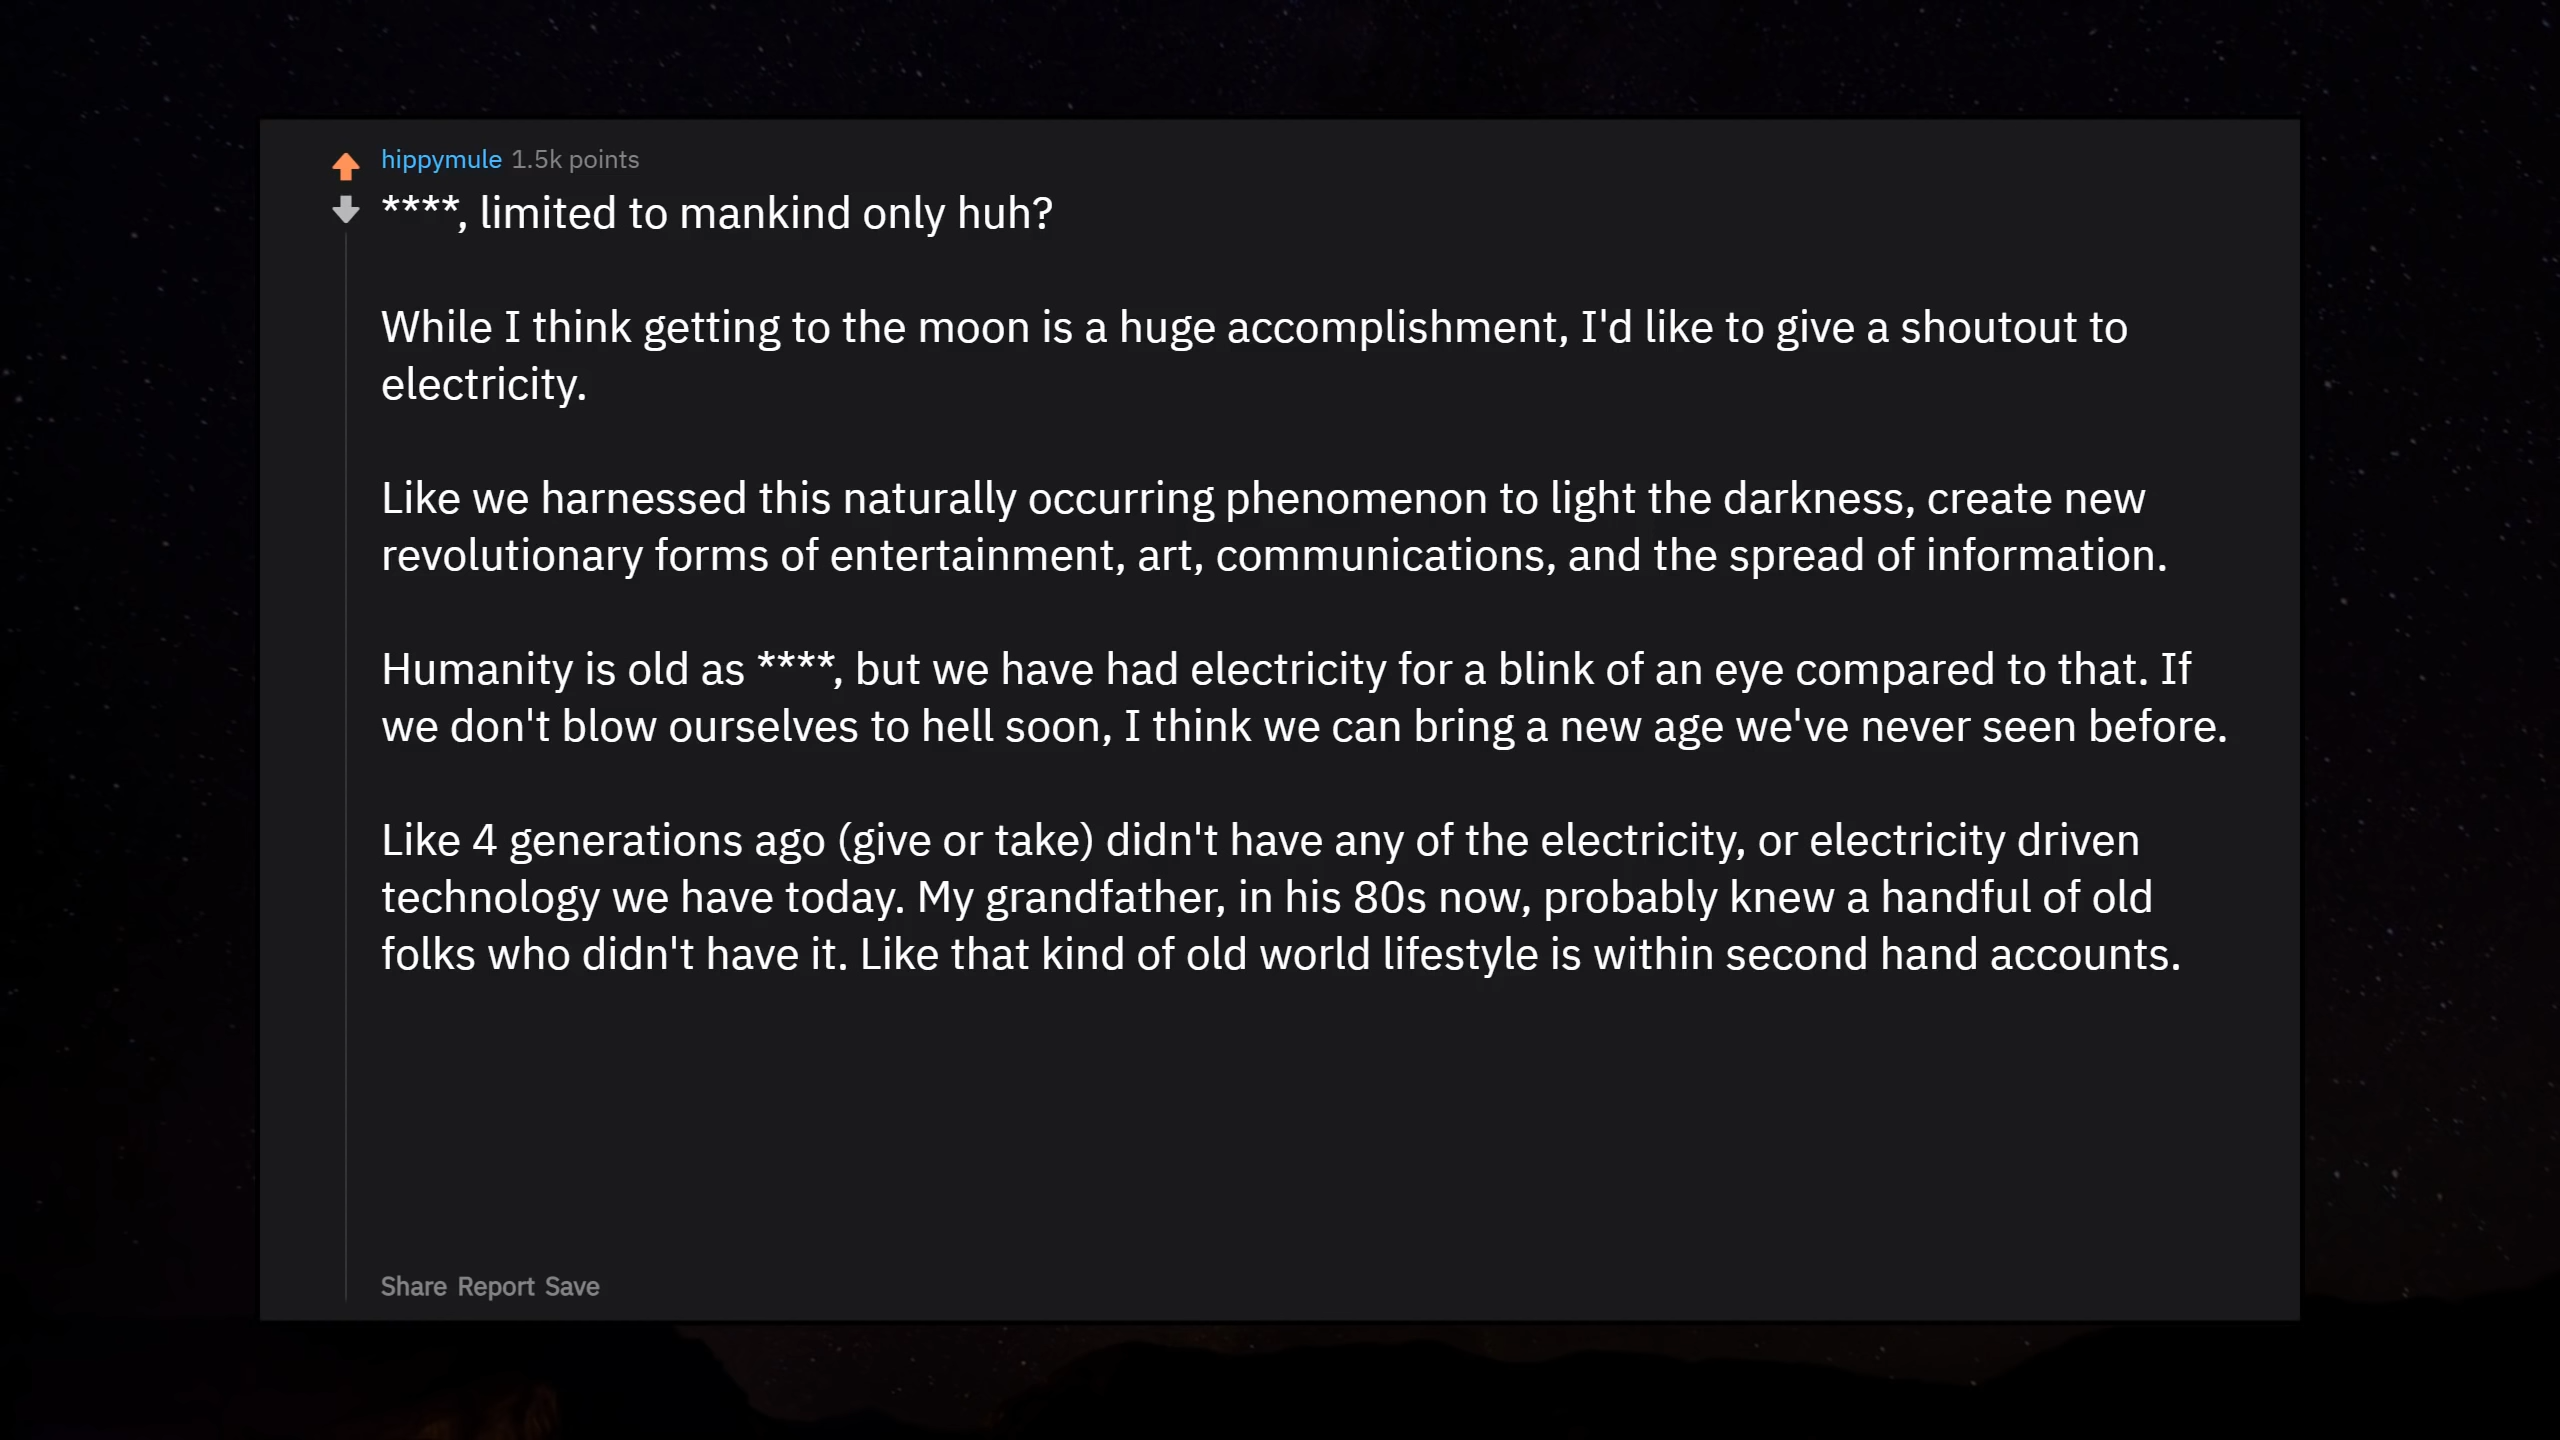 hippymule 1.5k points
****, limited to mankind only huh?
While I think getting to the moon is a huge accomplishment, I'd like to give a shoutout to
electricity.
Like we harnessed this naturally occurring phenomenon to light the darkness, create new
revolutionary forms of entertainment, art, communications, and the spread of information.
Humanity is old as ****, but we have had electricity for a blink of an eye compared to that. If
we don't blow ourselves to hell soon, I think we can bring a new age we've never seen before.
Like 4 generations ago (give or take) didn't have any of the electricity, or electricity driven
technology we have today. My grandfather, in his 80s now, probably knew a handful of old
folks who didn't have it. Like that kind of old world lifestyle is within second hand accounts.
Share Report Save